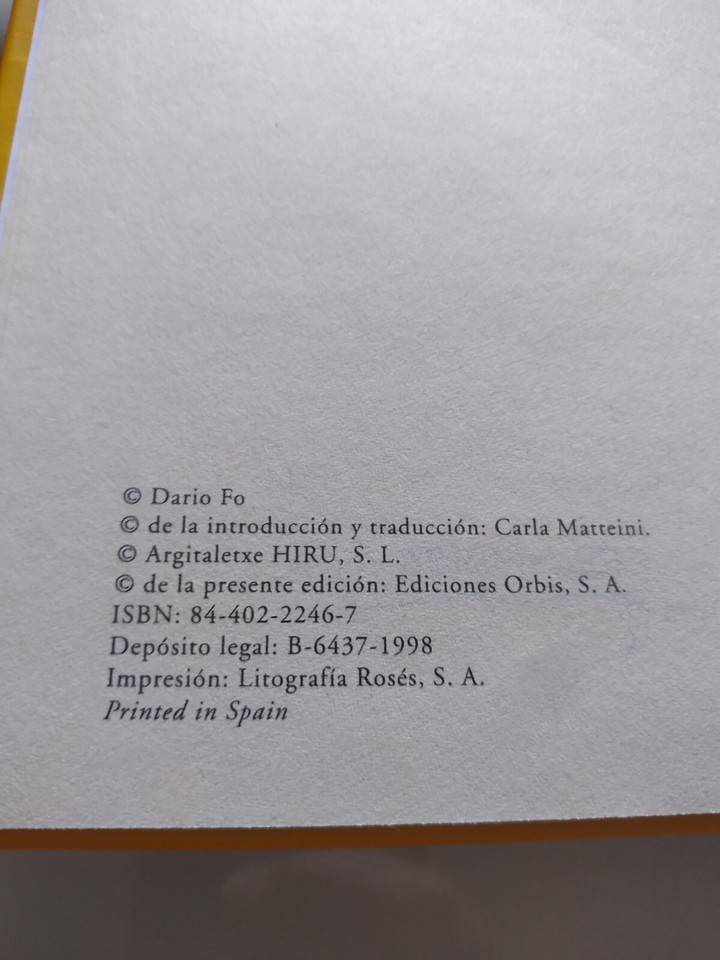 © Dario Fo
© de la introducción y traducción: Carla Matteini.
© Argitaletxe HIRU, S. L.
© de la presente edición: Ediciones Orbis, S. A.
ISBN: 84-402-2246-7
Depósito legal: B-6437-1998
Impresión: Litografía Rosés, S. A.
Printed in Spain